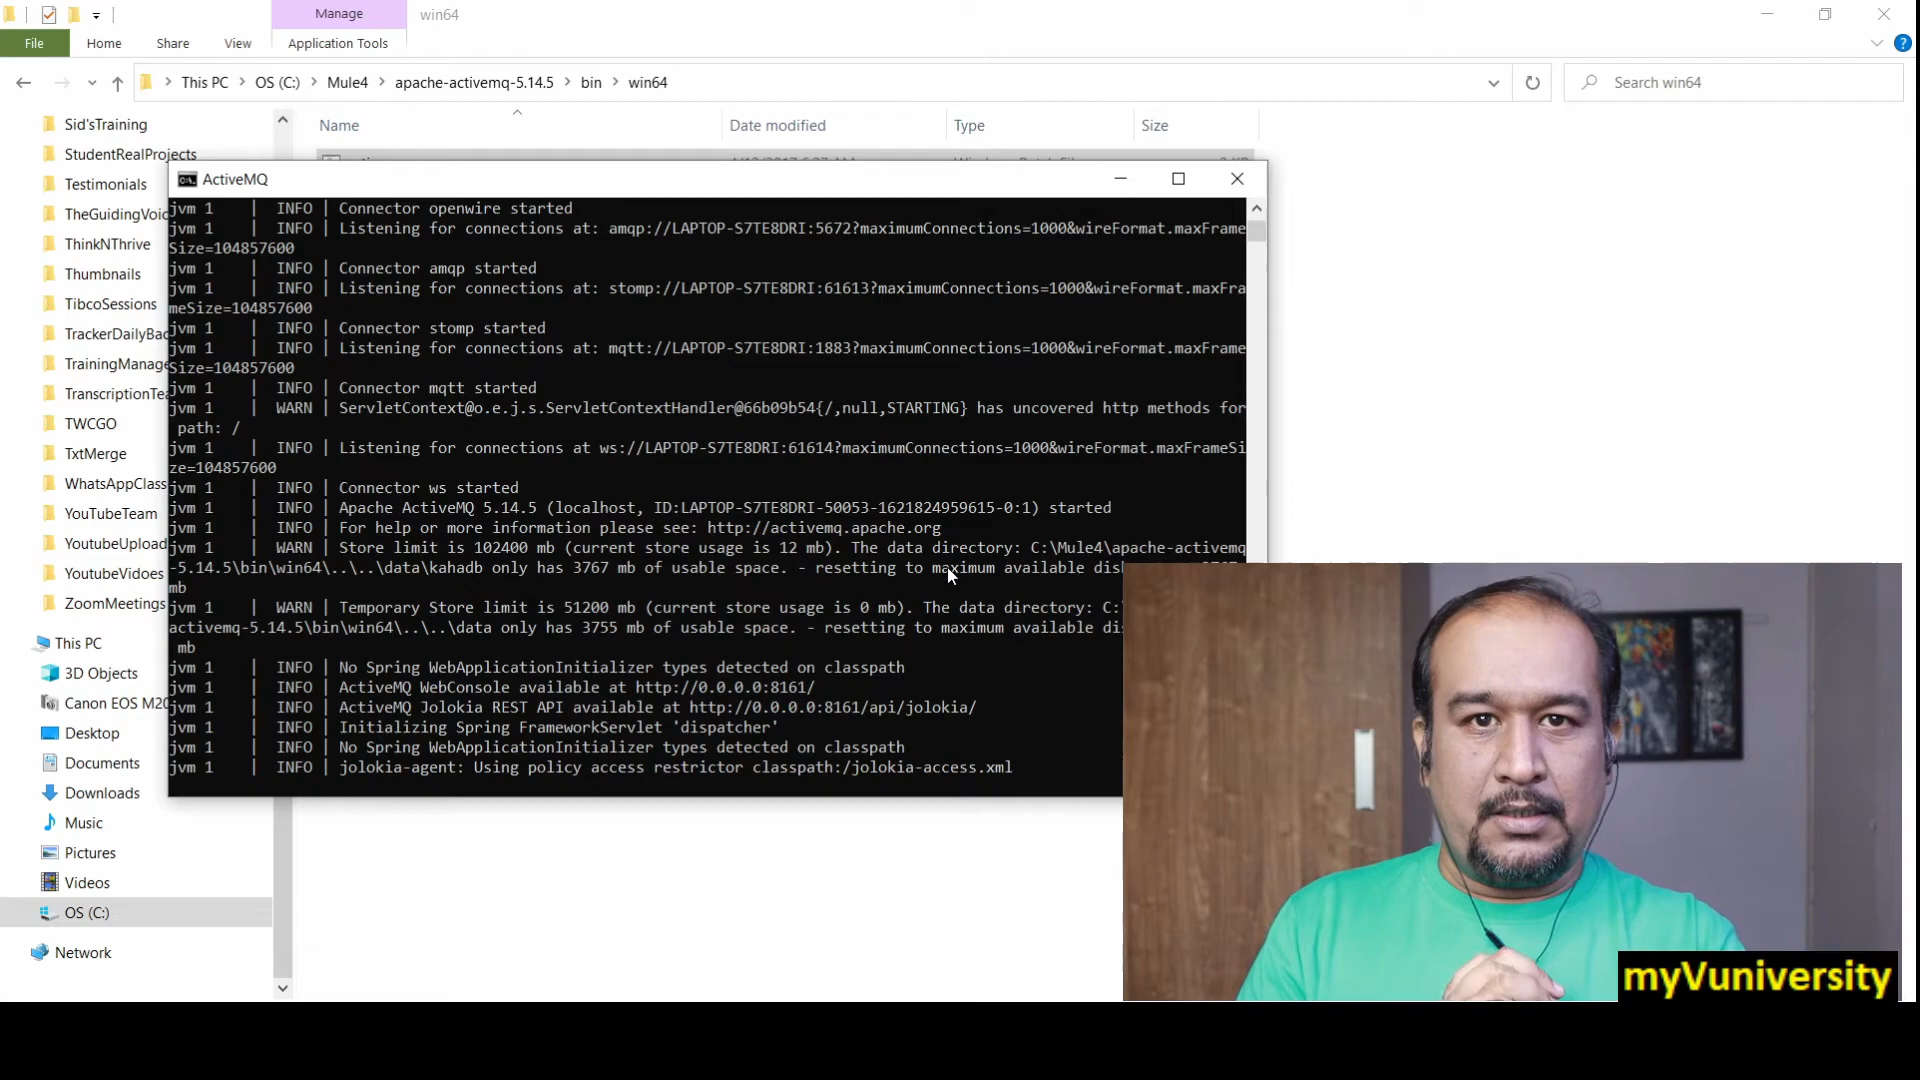 Manage
win64
File
Home
Share
View
Application Tools
This PC
OS (C:)
Mule4
apache-activemq-5.14.5
bin
win64
Search win64
Name
Date modified
Type
Size
Sid'sTraining
StudentRealProjects
Testimonials
TheGuidingVoic
ThinkNThrive
Thumbnails
TibcoSessions
TrackerDailyBac
TrainingManage
TranscriptionTea
TWCGO
TxtMerge
WhatsAppClass
YouTubeTeam
YoutubeUpload
YoutubeVidoes
ZoomMeetings
This PC
3D Objects
Canon EOS M20
Desktop
Documents
Downloads
Music
Pictures
Videos
OS (C:)
Network
ActiveMQ
jvm 1 | INFO | Connector openwire started
jvm 1 | INFO | Listening for connections at: amqp://LAPTOP-S7TE8DRI:5672?maximumConnections=1000&wireFormat.maxFrame
Size=104857600
jvm 1 | INFO | Connector amqp started
jvm 1 | INFO | Listening for connections at: stomp://LAPTOP-S7TE8DRI:61613?maximumConnections=1000&wireFormat.maxFra
meSize=104857600
jvm 1 | INFO | Connector stomp started
jvm 1 | INFO | Listening for connections at: mqtt://LAPTOP-S7TE8DRI:1883?maximumConnections=1000&wireFormat.maxFrame
Size=104857600
jvm 1 | INFO | Connector mqtt started
jvm 1 | WARN | ServletContext@o.e.j.s.ServletContextHandler@66b09b54{/,null,STARTING} has uncovered http methods for
path: /
jvm 1 | INFO | Listening for connections at ws://LAPTOP-S7TE8DRI:61614?maximumConnections=1000&wireFormat.maxFrameSi
ze=104857600
jvm 1 | INFO | Connector ws started
jvm 1 | INFO | Apache ActiveMQ 5.14.5 (localhost, ID:LAPTOP-S7TE8DRI-50053-1621824959615-0:1) started
jvm 1 | INFO | For help or more information please see: http://activemq.apache.org
jvm 1 | WARN | Store limit is 102400 mb (current store usage is 12 mb). The data directory: C:\Mule4\apache-activemq
-5.14.5\bin\win64\..\..\data\kahadb only has 3767 mb of usable space. - resetting to maximum available
mb
jvm 1 | WARN | Temporary Store limit is 51200 mb (current store usage is 0 mb). The data directory: C:
activemq-5.14.5\bin\win64\..\..\data only has 3755 mb of usable space. - resetting to maximum available
mb
jvm 1 | INFO | No Spring WebApplicationInitializer types detected on classpath
jvm 1 | INFO | ActiveMQ WebConsole available at http://0.0.0.0:8161/
jvm 1 | INFO | ActiveMQ Jolokia REST API available at http://0.0.0.0:8161/api/jolokia/
jvm 1 | INFO | Initializing Spring FrameworkServlet 'dispatcher'
jvm 1 | INFO | No Spring WebApplicationInitializer types detected on classpath
jvm 1 | INFO | jolokia-agent: Using policy access restrictor classpath:/jolokia-access.xml
myVuniversity